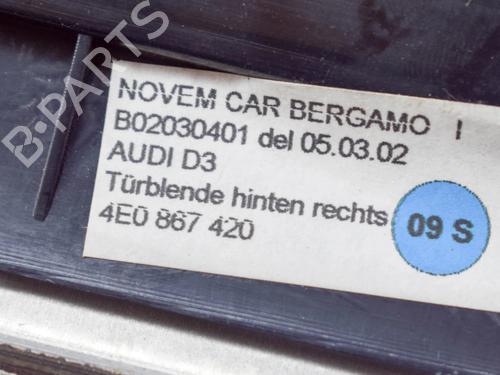 B-PARTS
NOVEM CAR BERGAMO I
B02030401 del 05.03.02
AUDI D3
Türblende hinten rechts
4E0 867 420
09 S